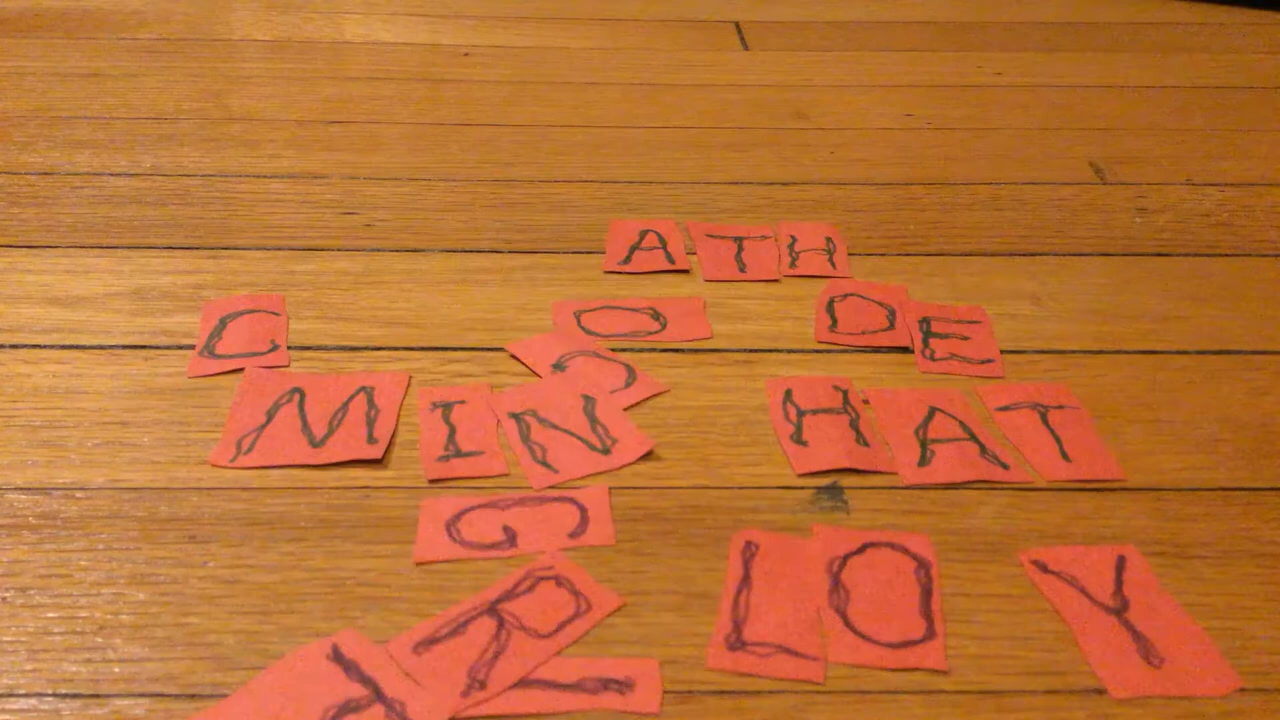 ATH
C O DE
C
MIN HAT
G
R LO Y